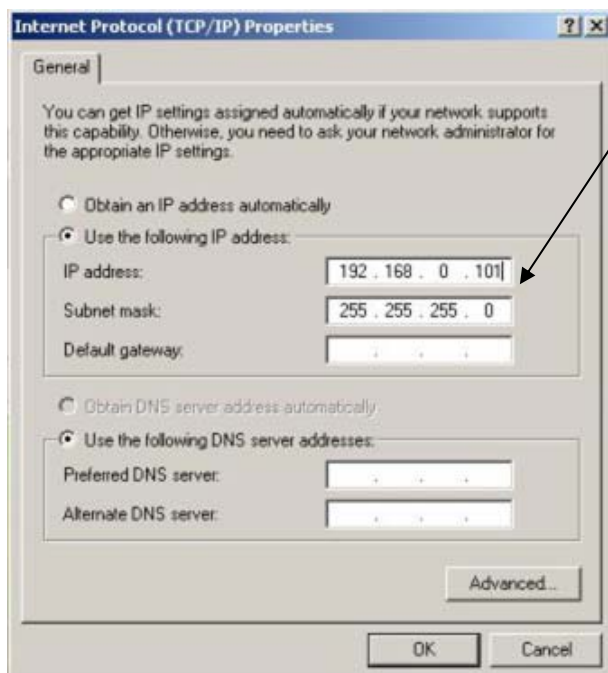 Internet Protocol (TCP/IP) Properties
General
You can get IP settings assigned automatically if your network supports
this capability. Otherwise, you need to ask your network administrator for
the appropriate IP settings.
Obtain an IP address automatically
Use the following IP address:
IP address: 192 . 168 . 0 . 101
Subnet mask: 255 . 255 . 255 . 0
Default gateway: . . .
Obtain DNS server address automatically
Use the following DNS server addresses:
Preferred DNS server: . . .
Alternate DNS server: . . .
Advanced...
OK Cancel